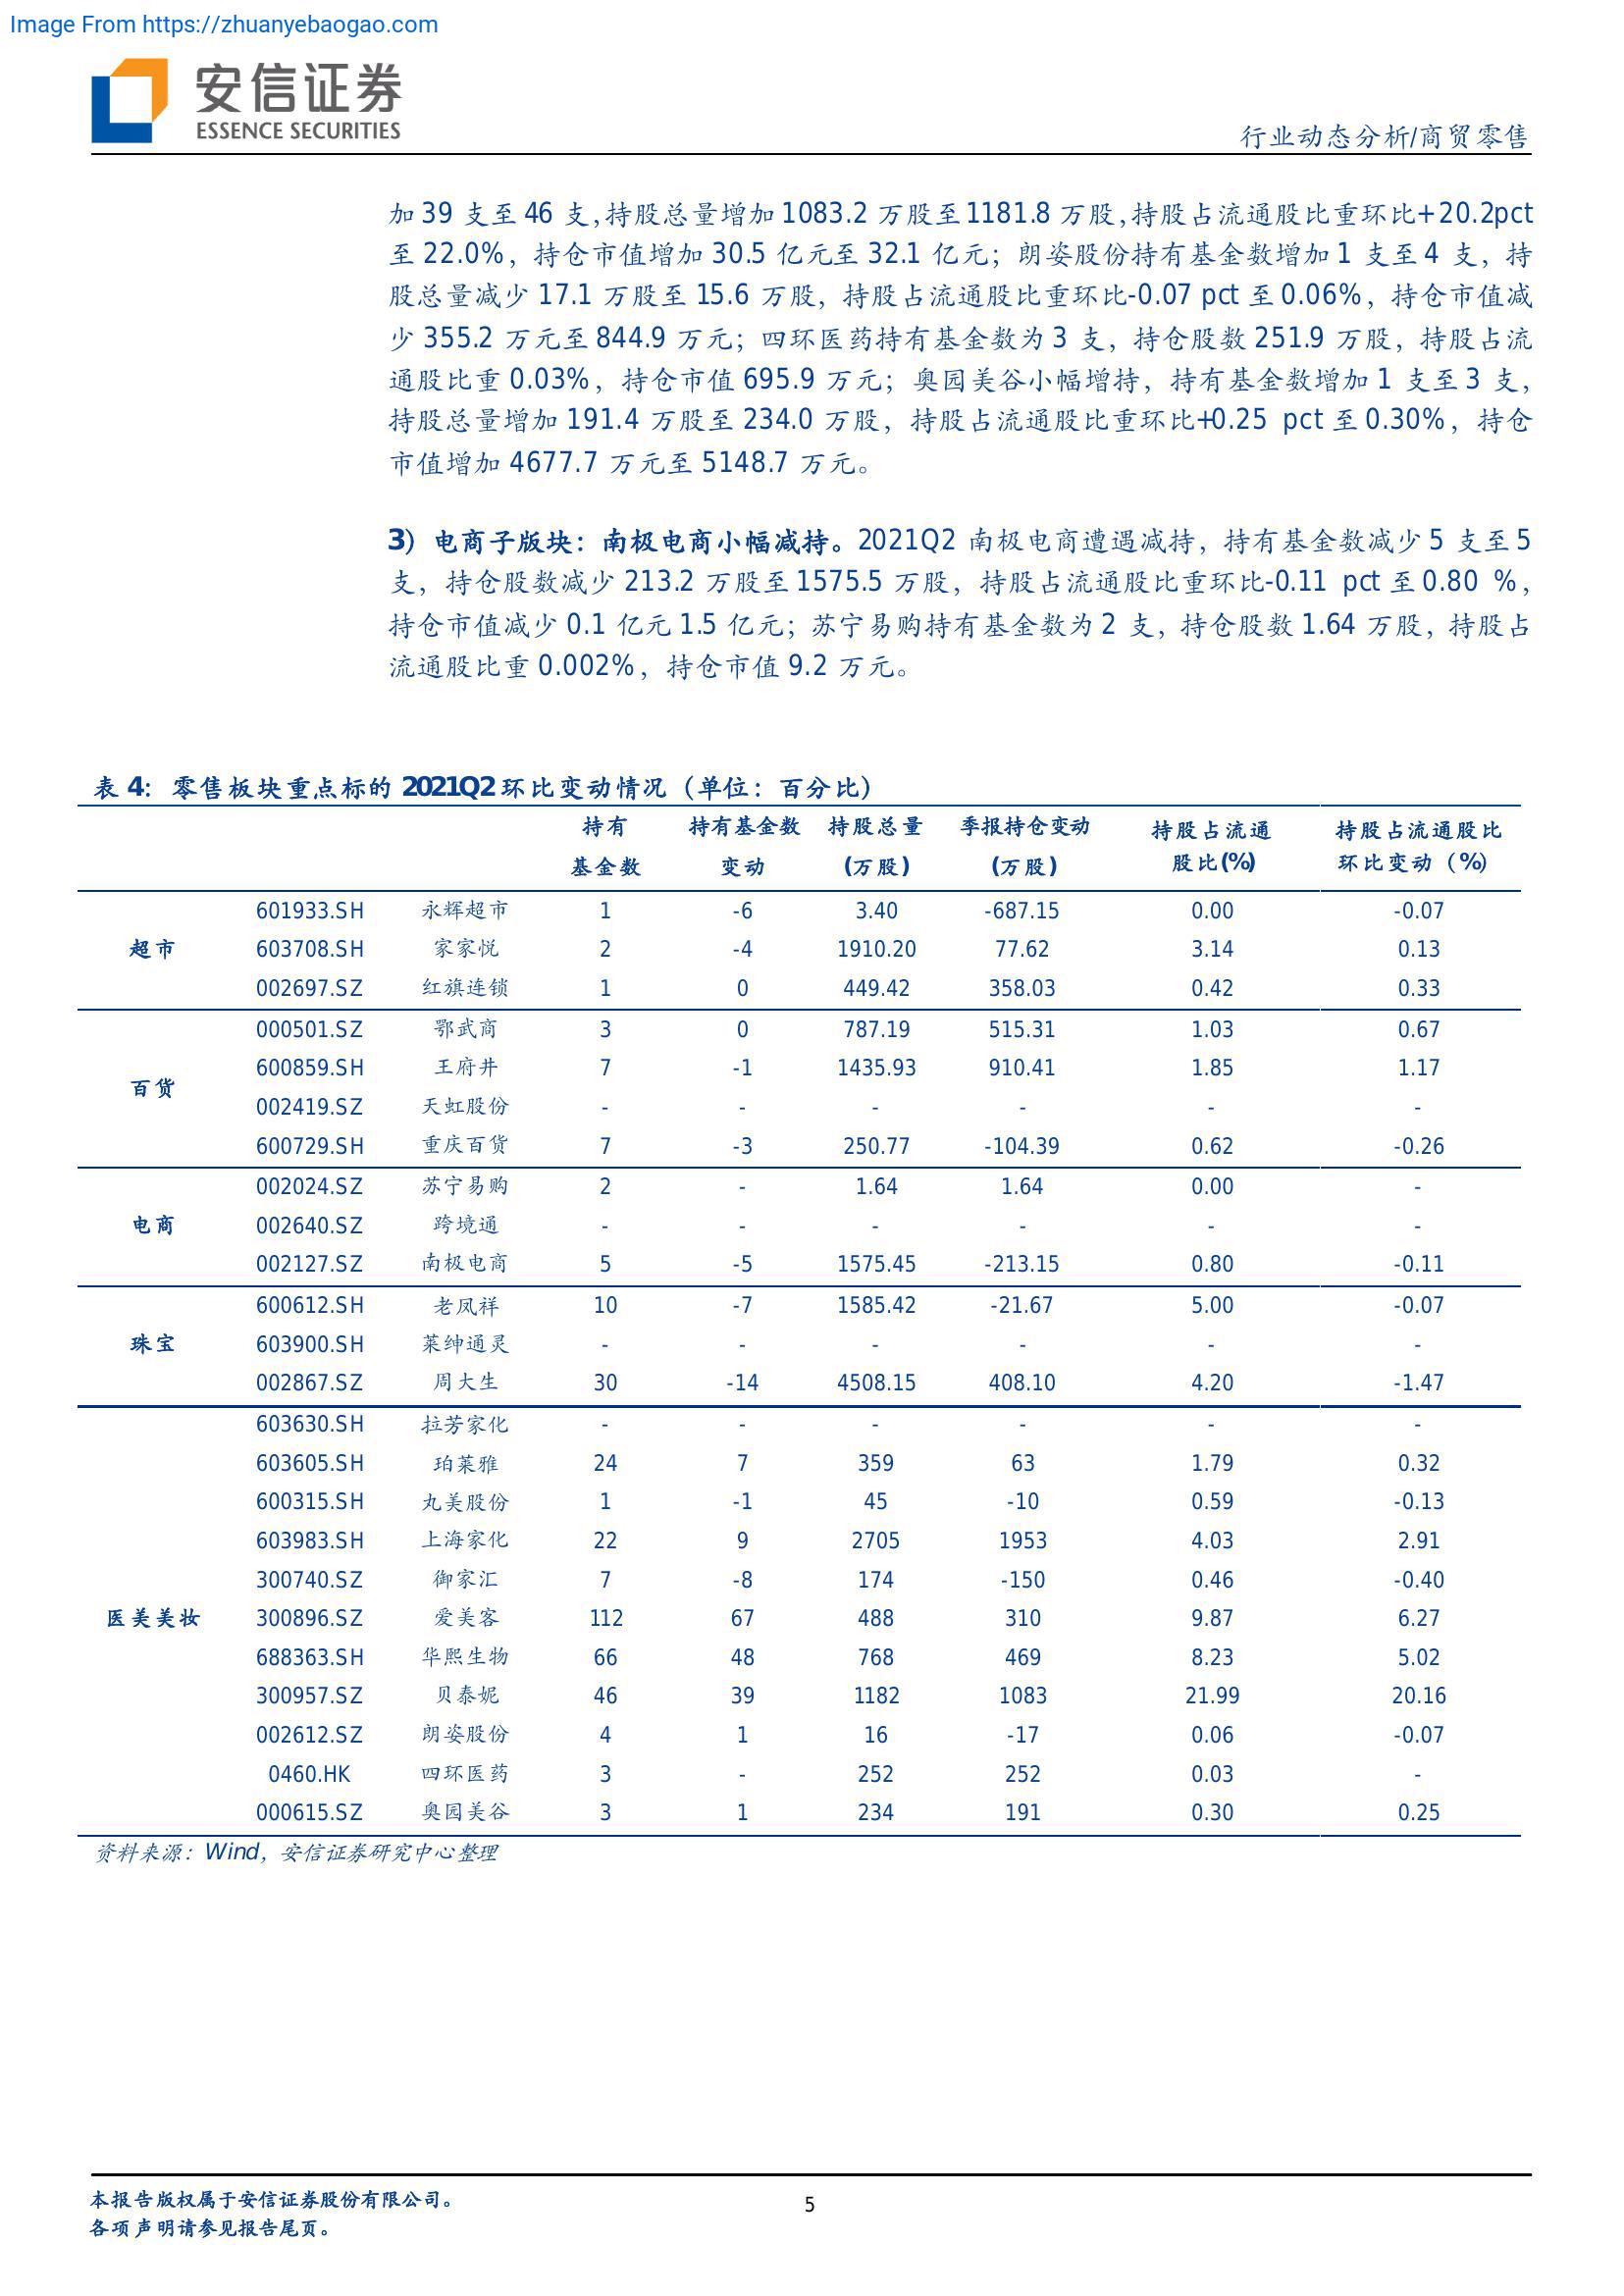 Image From https://zhuanyebaogao.com
安信证券
ESSENCE SECURITIES
行业动态分析/商贸零售
加 39 支至 46 支,持股总量增加 1083.2 万股至 1181.8 万股,持股占流通股比重环比+20.2pct
至 22.0%，持仓市值增加 30.5 亿元至 32.1 亿元；朗姿股份持有基金数增加 1 支至 4 支，持
股总量减少 17.1 万股至 15.6 万股，持股占流通股比重环比-0.07 pct 至 0.06%，持仓市值减
少 355.2 万元至 844.9 万元；四环医药持有基金数为 3 支，持仓股数 251.9 万股，持股占流
通股比重 0.03%，持仓市值 695.9 万元；奥园美谷小幅增持，持有基金数增加 1 支至 3 支，
持股总量增加 191.4 万股至 234.0 万股，持股占流通股比重环比+0.25 pct 至 0.30%，持仓
市值增加 4677.7 万元至 5148.7 万元。
3）电商子版块：南极电商小幅减持。2021Q2 南极电商遭遇减持，持有基金数减少 5 支至 5
支，持仓股数减少 213.2 万股至 1575.5 万股，持股占流通股比重环比-0.11 pct 至 0.80 %，
持仓市值减少 0.1 亿元 1.5 亿元；苏宁易购持有基金数为 2 支，持仓股数 1.64 万股，持股占
流通股比重 0.002%，持仓市值 9.2 万元。
表 4：零售板块重点标的 2021Q2 环比变动情况（单位：百分比）
持有 持有基金数 持股总量 季报持仓变动 持股占流通 持股占流通股比
基金数 变动 (万股) (万股) 股比(%) 环比变动（%）
601933.SH 永辉超市 1 -6 3.40 -687.15 0.00 -0.07
超市 603708.SH 家家悦 2 -4 1910.20 77.62 3.14 0.13
002697.SZ 红旗连锁 1 0 449.42 358.03 0.42 0.33
000501.SZ 鄂武商 3 0 787.19 515.31 1.03 0.67
600859.SH 王府井 7 -1 1435.93 910.41 1.85 1.17
百货
002419.SZ 天虹股份 - - - - - -
600729.SH 重庆百货 7 -3 250.77 -104.39 0.62 -0.26
002024.SZ 苏宁易购 2 - 1.64 1.64 0.00 -
电商 002640.SZ 跨境通 - - - - - -
002127.SZ 南极电商 5 -5 1575.45 -213.15 0.80 -0.11
600612.SH 老凤祥 10 -7 1585.42 -21.67 5.00 -0.07
珠宝 603900.SH 莱绅通灵 - - - - - -
002867.SZ 周大生 30 -14 4508.15 408.10 4.20 -1.47
603630.SH 拉芳家化 - - - - - -
603605.SH 珀莱雅 24 7 359 63 1.79 0.32
600315.SH 丸美股份 1 -1 45 -10 0.59 -0.13
603983.SH 上海家化 22 9 2705 1953 4.03 2.91
300740.SZ 御家汇 7 -8 174 -150 0.46 -0.40
医美美妆 300896.SZ 爱美客 112 67 488 310 9.87 6.27
688363.SH 华熙生物 66 48 768 469 8.23 5.02
300957.SZ 贝泰妮 46 39 1182 1083 21.99 20.16
002612.SZ 朗姿股份 4 1 16 -17 0.06 -0.07
0460.HK 四环医药 3 - 252 252 0.03 -
000615.SZ 奥园美谷 3 1 234 191 0.30 0.25
资料来源：Wind，安信证券研究中心整理
本报告版权属于安信证券股份有限公司。
各项声明请参见报告尾页。
5